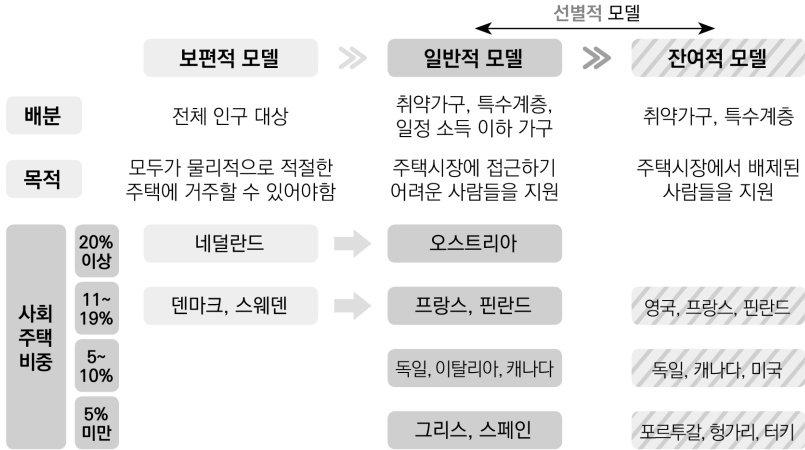 선별적 모델
보편적 모델
일반적 모델
잔여적 모델
배분
전체 인구 대상
취약가구, 특수계층,
일정 소득 이하 가구
취약가구, 특수계층
목적
모두가 물리적으로 적절한
주택에 거주할 수 있어야함
주택시장에 접근하기
어려운 사람들을 지원
주택시장에서 배제된
사람들을 지원
사회
주택
비중
20%
이상
네덜란드
오스트리아
11~
19%
덴마크, 스웨덴
프랑스, 핀란드
영국, 프랑스, 핀란드
5~
10%
독일, 이탈리아, 캐나다
독일, 캐나다, 미국
5%
미만
그리스, 스페인
포르투갈, 헝가리, 터키